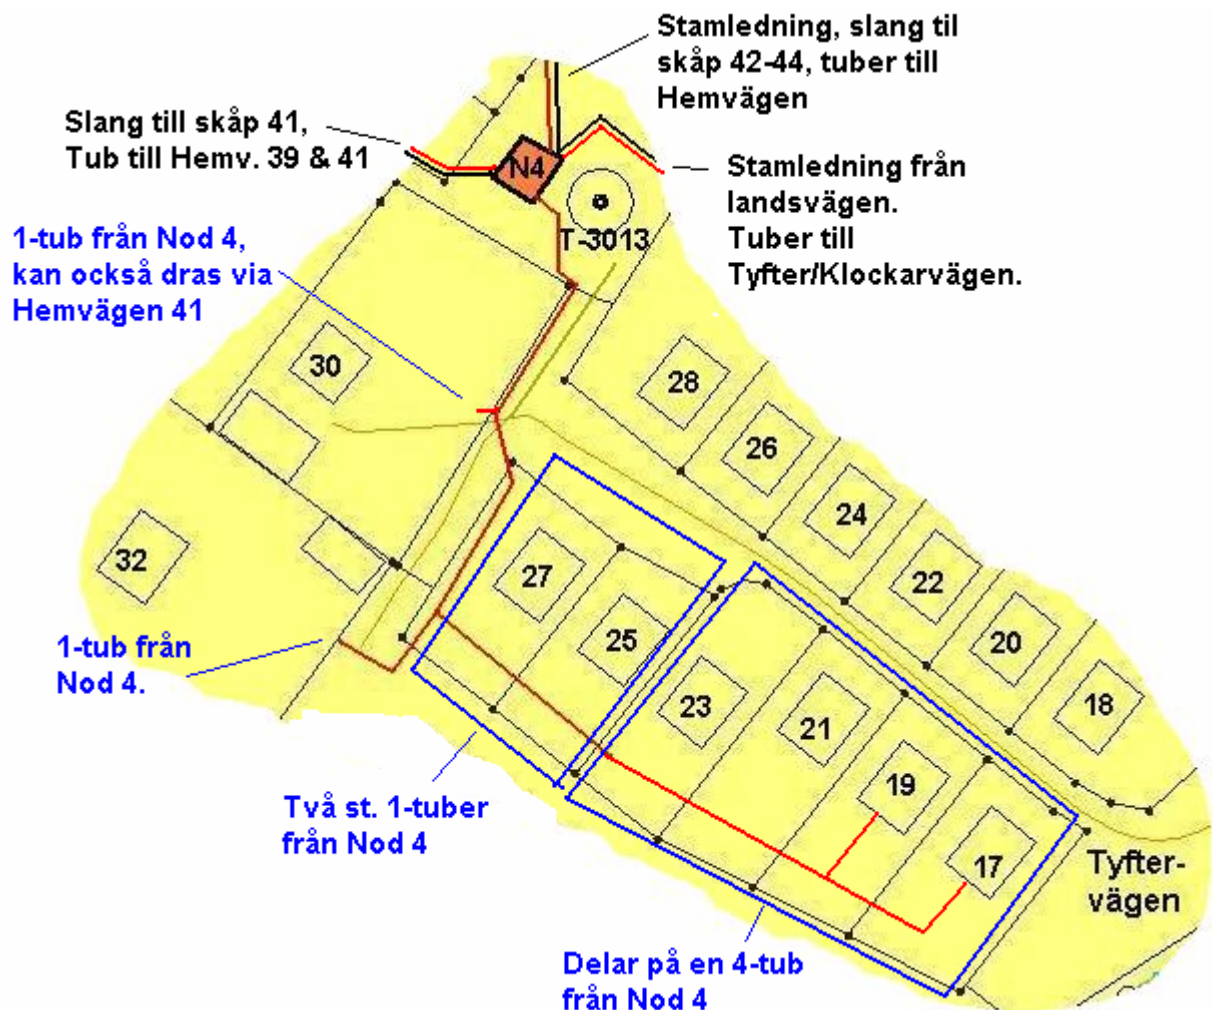 Stamledning, slang til
skåp 42-44, tuber till
Hemvägen
Slang till skåp 41,
Tub till Hemv. 39 & 41
N4
Stamledning från
landsvägen.
Tuber till
Tyfter/Klockarvägen.
T-3013
1-tub från Nod 4,
kan också dras via
Hemvägen 41
30
28
26
24
22
20
18
32
27
25
23
21
19
17
1-tub från
Nod 4.
Två st. 1-tuber
från Nod 4
Tyfter-
vägen
Delar på en 4-tub
från Nod 4